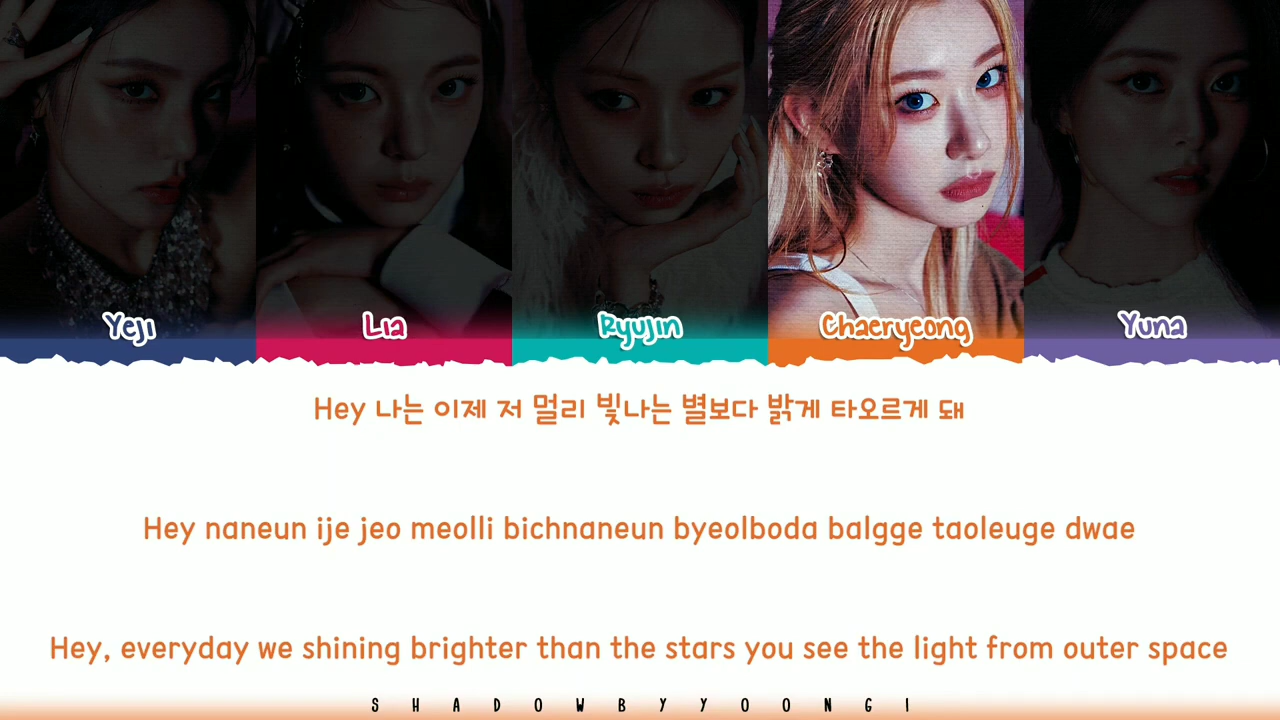 Yeji Lia Ryujin Chaeryeong Yuna
Hey 나는 이제 저 멀리 빛나는 별보다 밝게 타오르게 돼
Hey naneun ije jeo meolli bichnaneun byeolboda balgge taoleuge dwae
Hey, everyday we shining brighter than the stars you see the light from outer space
SHADOWBYYOONGI